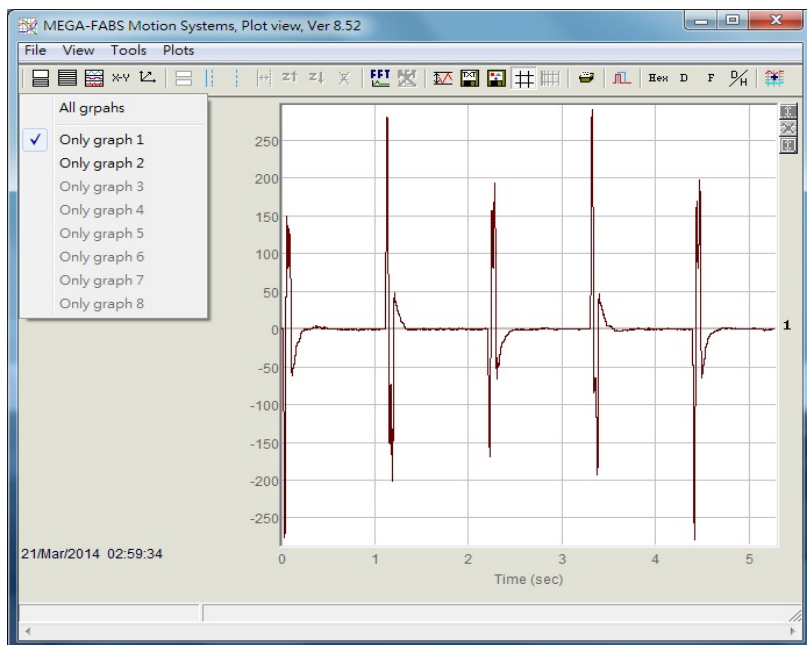 MEGA-FABS Motion Systems, Plot view, Ver 8.52
File View Tools Plots
X-Y Z↑ Z↓ FFT TXT Hex D F D/H
All grpahs
Only graph 1
Only graph 2
Only graph 3
Only graph 4
Only graph 5
Only graph 6
Only graph 7
Only graph 8
250
200
150
100
50
0
-50
-100
-150
-200
-250
1
0 1 2 3 4 5
Time (sec)
21/Mar/2014 02:59:34